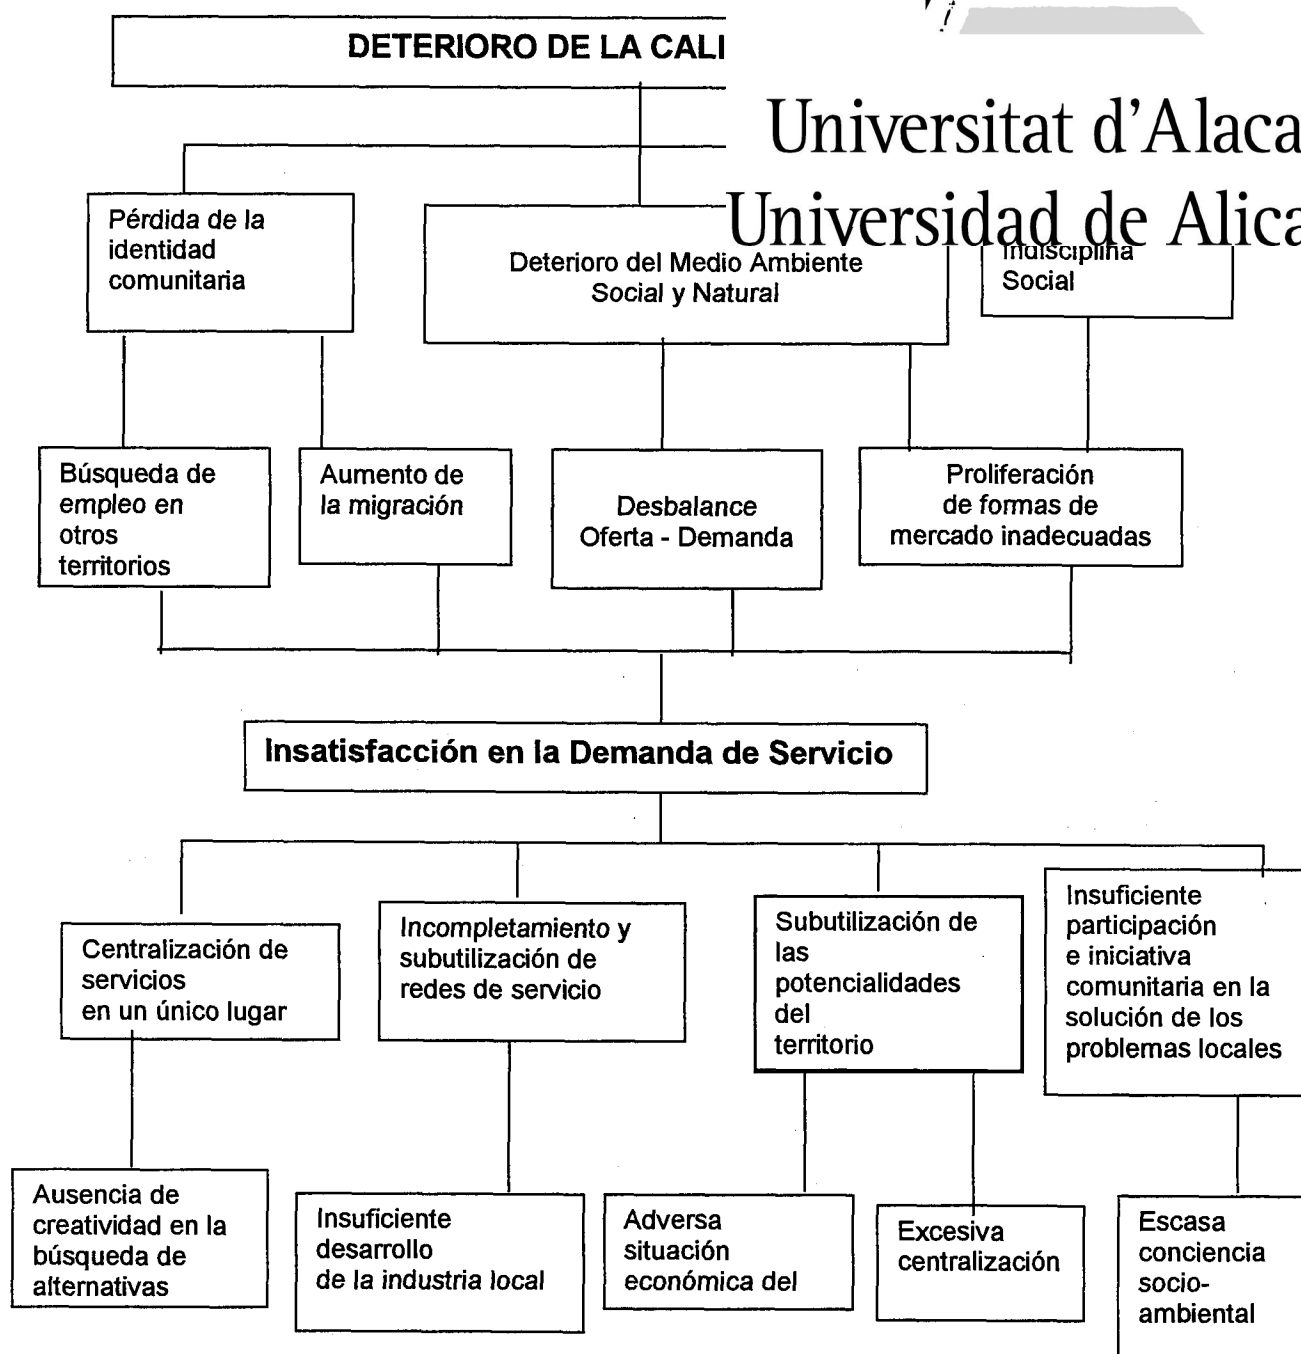 DETERIORO DE LA CALI
Universitat d'Alaca
Universidad de Alica
Pérdida de la
identidad
comunitaria
Deterioro del Medio Ambiente
Social y Natural
Indisciplina
Social
Búsqueda de
empleo en
otros
territorios
Aumento de
la migración
Desbalance
Oferta - Demanda
Proliferación
de formas de
mercado inadecuadas
Insatisfacción en la Demanda de Servicio
Centralización de
servicios
en un único lugar
Incompletamiento y
subutilización de
redes de servicio
Subutilización de
las
potencialidades
del
territorio
Insuficiente
participación
e iniciativa
comunitaria en la
solución de los
problemas locales
Ausencia de
creatividad en la
búsqueda de
alternativas
Insuficiente
desarrollo
de la industria local
Adversa
situación
económica del
Excesiva
centralización
Escasa
conciencia
socio-
ambiental